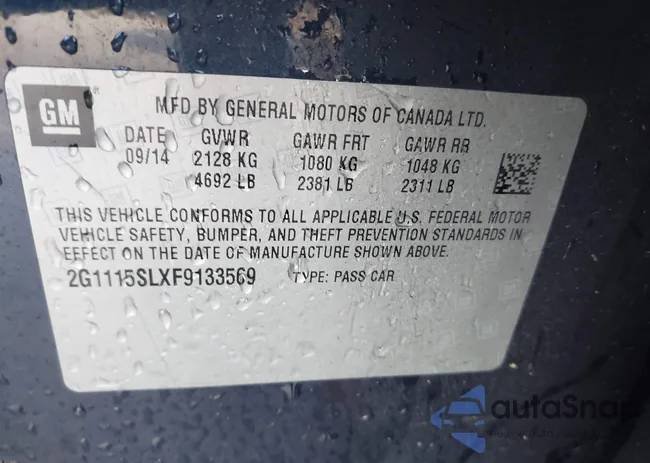 GM
MFD BY GENERAL MOTORS OF CANADA LTD.
DATE GVWR GAWR FRT GAWR RR
09/14 2128 KG 1080 KG 1048 KG
4692 LB 2381 LB 2311 LB
THIS VEHICLE CONFORMS TO ALL APPLICABLE U.S. FEDERAL MOTOR
VEHICLE SAFETY, BUMPER, AND THEFT PREVENTION STANDARDS IN
EFFECT ON THE DATE OF MANUFACTURE SHOWN ABOVE.
2G1115SLXF9133569 TYPE: PASS CAR
autoSnap